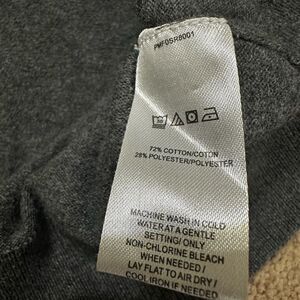 PMF0SR8001
72% COTTON/COTON
28% POLYESTER/POLYESTER
MACHINE WASH IN COLD
WATER AT A GENTLE
SETTING/ ONLY
NON-CHLORINE BLEACH
WHEN NEEDED /
LAY FLAT TO AIR DRY /
COOL IRON IF NEEDED /